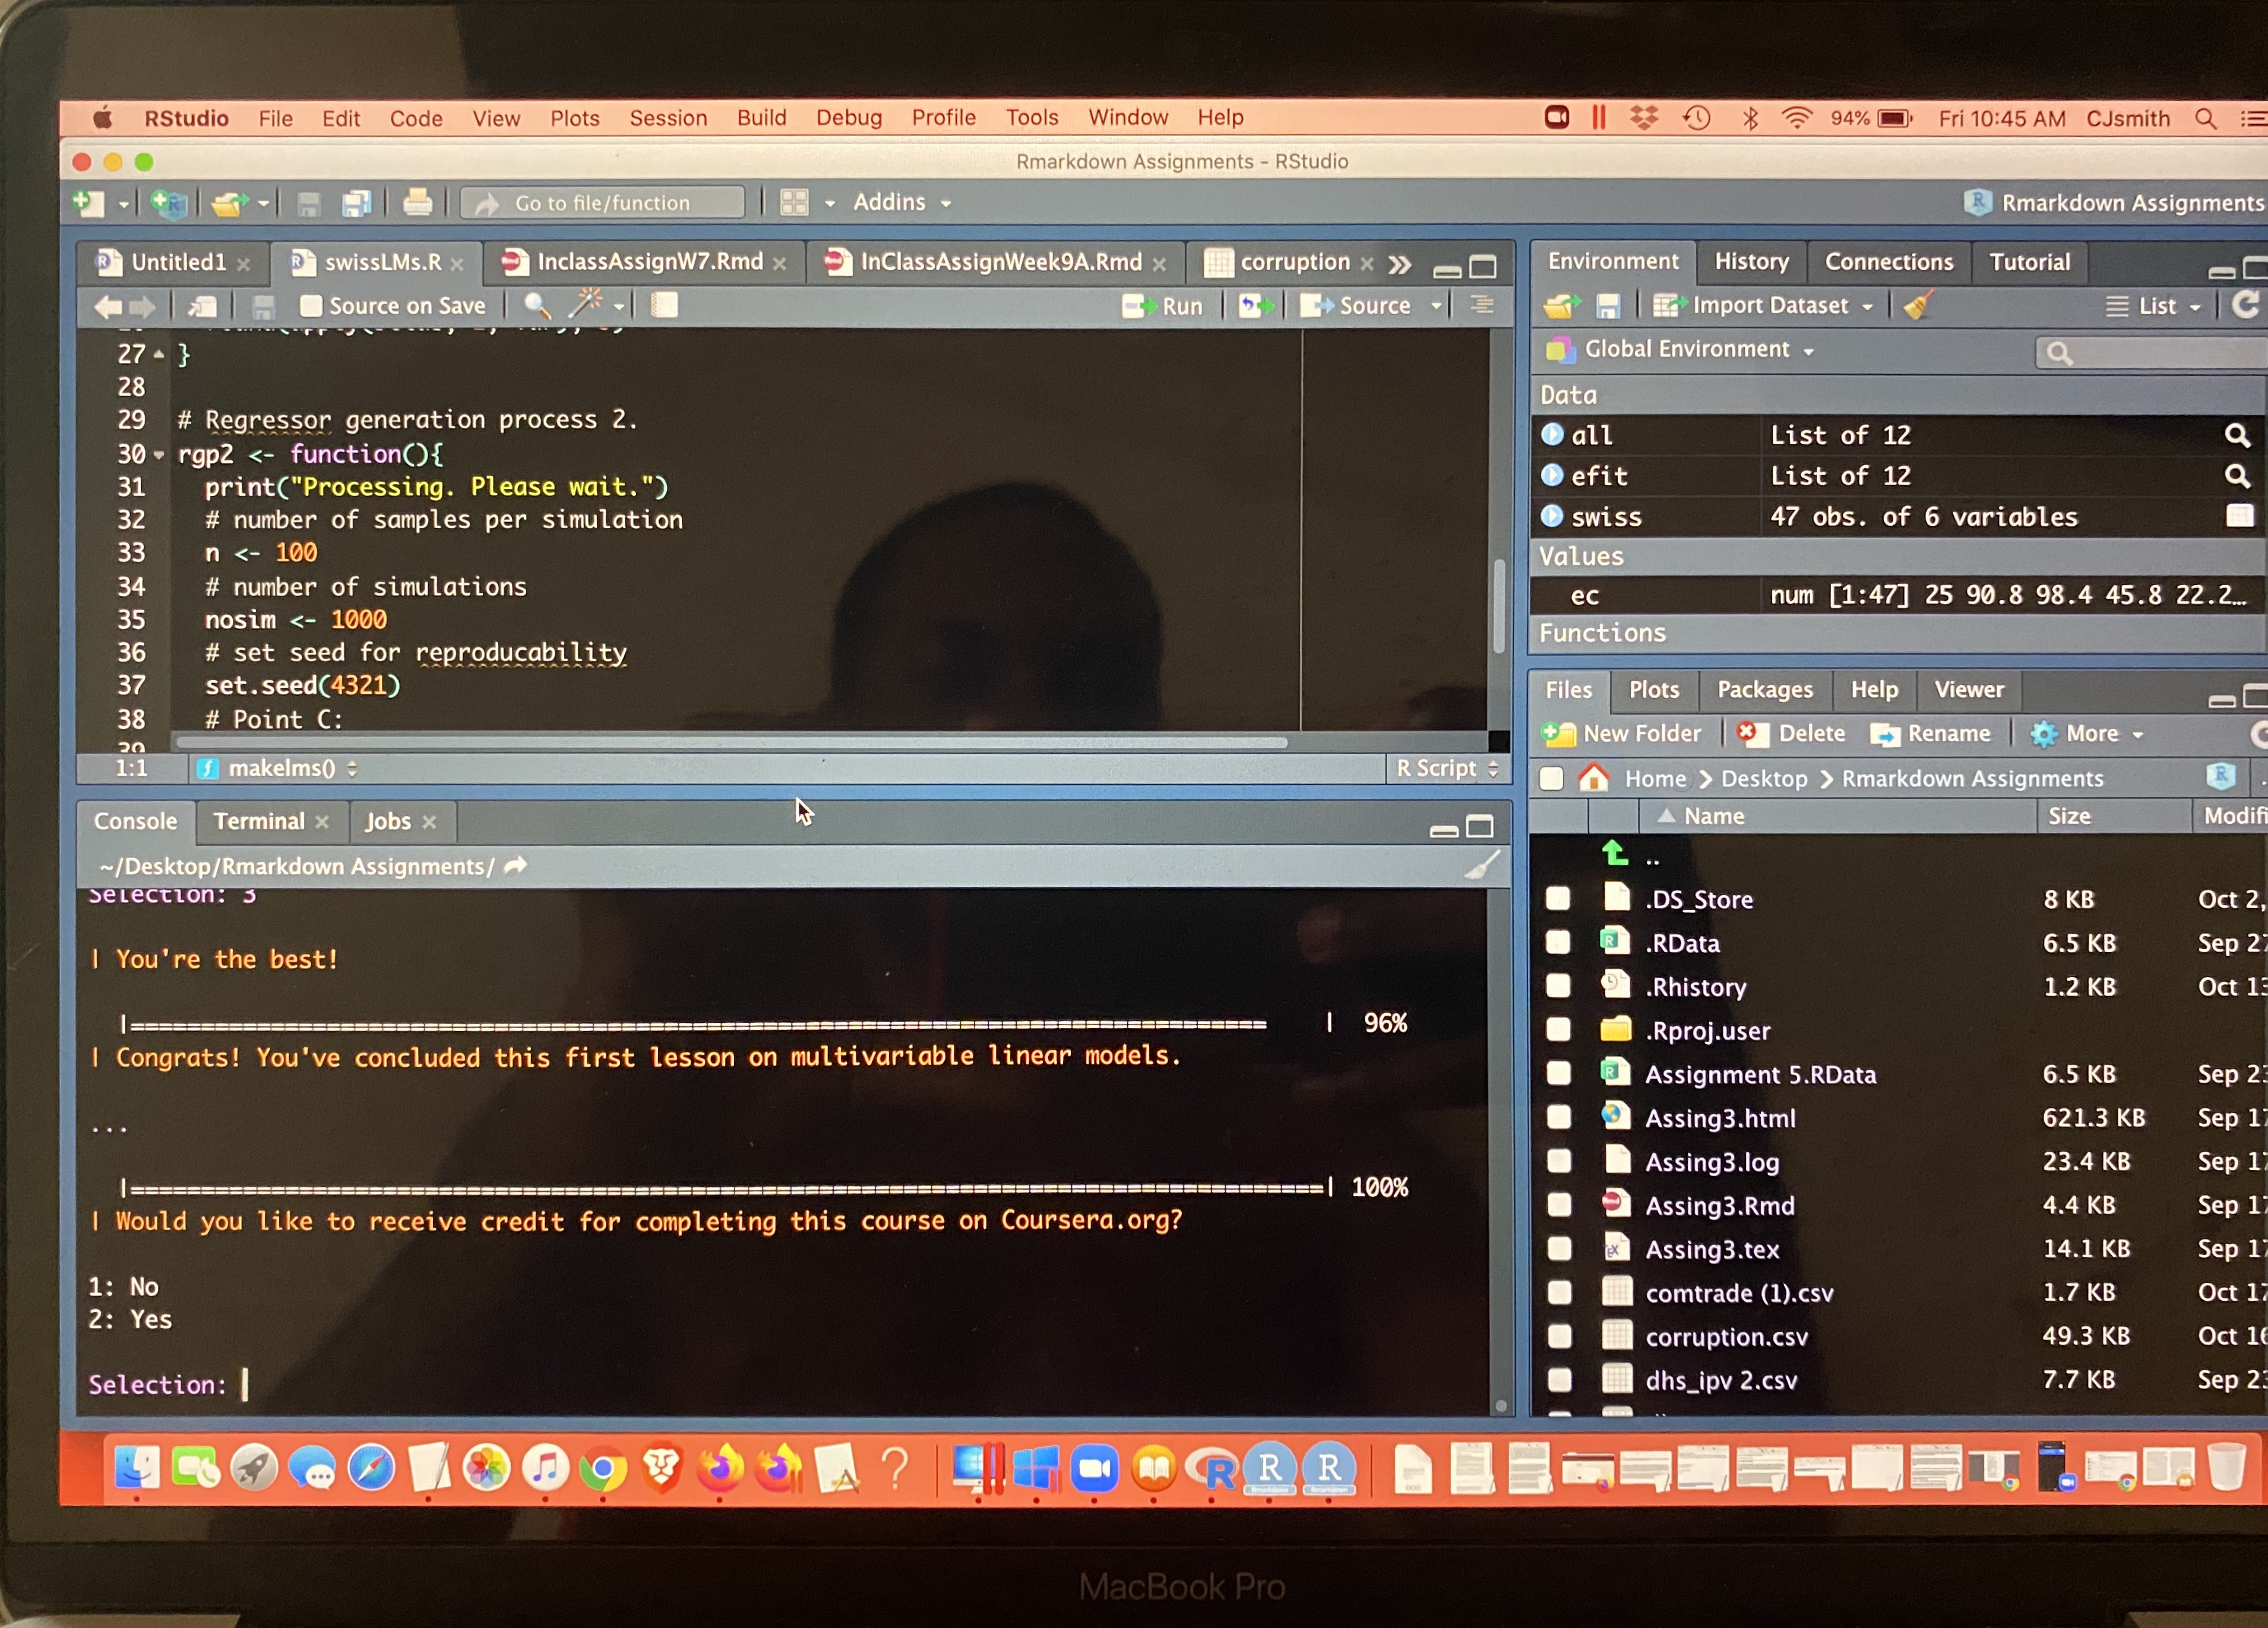 RStudio File Edit Code View Plots Session Build Debug Profile Tools Window Help 94% Fri 10:45 AM CJsmith
Rmarkdown Assignments - RStudio
Go to file/function Addins Rmarkdown Assignments
Untitled1 swissLMs.R InclassAssignW7.Rmd InClassAssignWeek9A.Rmd corruption
Source on Save Run Source
27 }
28
29 # Regressor generation process 2.
30 rgp2 <- function(){
31 print("Processing. Please wait.")
32 # number of samples per simulation
33 n <- 100
34 # number of simulations
35 nosim <- 1000
36 # set seed for reproducability
37 set.seed(4321)
38 # Point C:
39
1:1 makelms() R Script
Console Terminal Jobs
~/Desktop/Rmarkdown Assignments/
Selection: 3
| You're the best!
|======================================================================================| 96%
| Congrats! You've concluded this first lesson on multivariable linear models.
...
|==========================================================================================| 100%
| Would you like to receive credit for completing this course on Coursera.org?
1: No
2: Yes
Selection:
Environment History Connections Tutorial
Import Dataset List
Global Environment
Data
all List of 12
efit List of 12
swiss 47 obs. of 6 variables
Values
ec num [1:47] 25 90.8 98.4 45.8 22.2…
Functions
Files Plots Packages Help Viewer
New Folder Delete Rename More
Home Desktop Rmarkdown Assignments
Name Size Modifi
..
.DS_Store 8 KB Oct 2,
.RData 6.5 KB Sep 2
.Rhistory 1.2 KB Oct 13
.Rproj.user
Assignment 5.RData 6.5 KB Sep 23
Assing3.html 621.3 KB Sep 17
Assing3.log 23.4 KB Sep 17
Assing3.Rmd 4.4 KB Sep 17
Assing3.tex 14.1 KB Sep 17
comtrade (1).csv 1.7 KB Oct 17
corruption.csv 49.3 KB Oct 16
dhs_ipv 2.csv 7.7 KB Sep 23
MacBook Pro